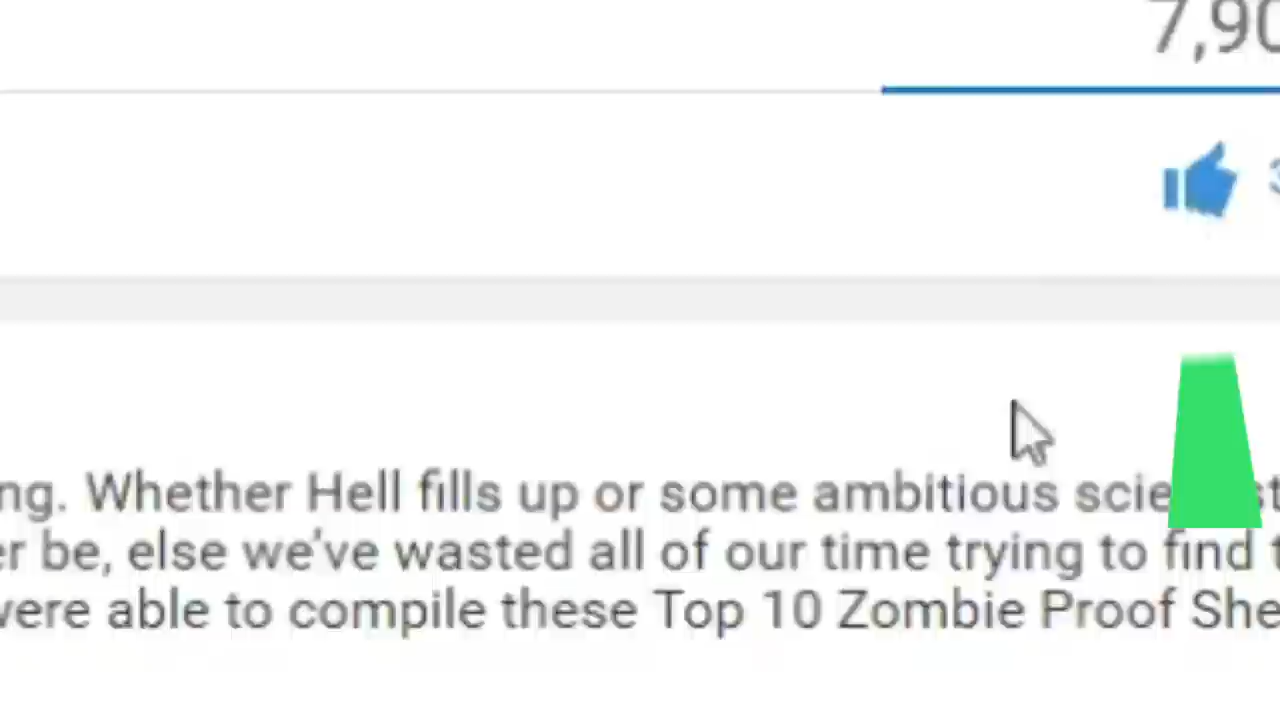 7,90
ng. Whether Hell fills up or some ambitious scie st
er be, else we've wasted all of our time trying to find t
were able to compile these Top 10 Zombie Proof She